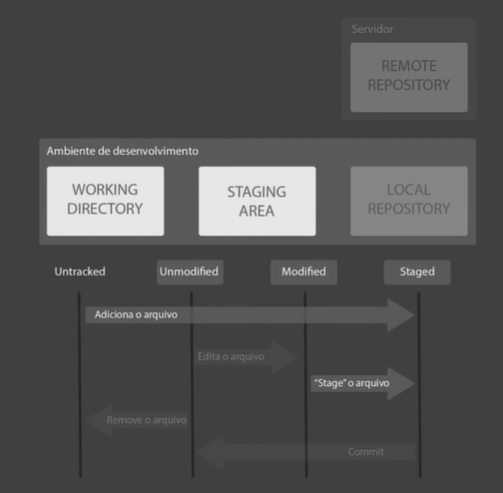 Servidor
REMOTE
REPOSITORY
Ambiente de desenvolvimento
WORKING
DIRECTORY
STAGING
AREA
LOCAL
REPOSITORY
Untracked
Unmodified
Modified
Staged
Adiciona o arquivo
Edita o arquivo
“Stage” o arquivo
Remove o arquivo
Commit